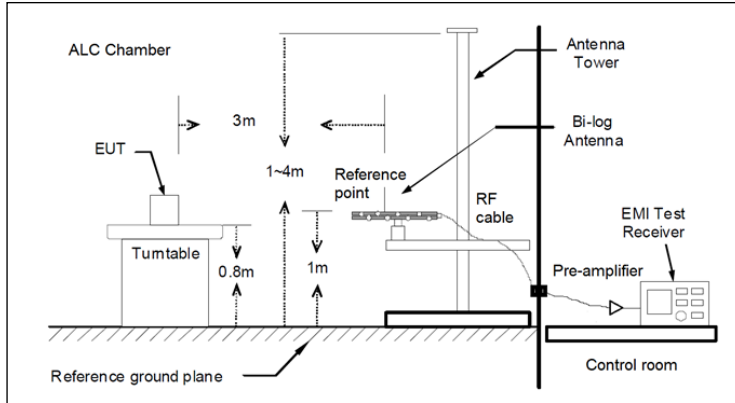 ALC Chamber
Antenna
Tower
3m
Bi-log
Antenna
EUT
1~4m
Reference
point
RF
cable
EMI Test
Receiver
Turntable
0.8m
1m
Pre-amplifier
Reference ground plane
Control room